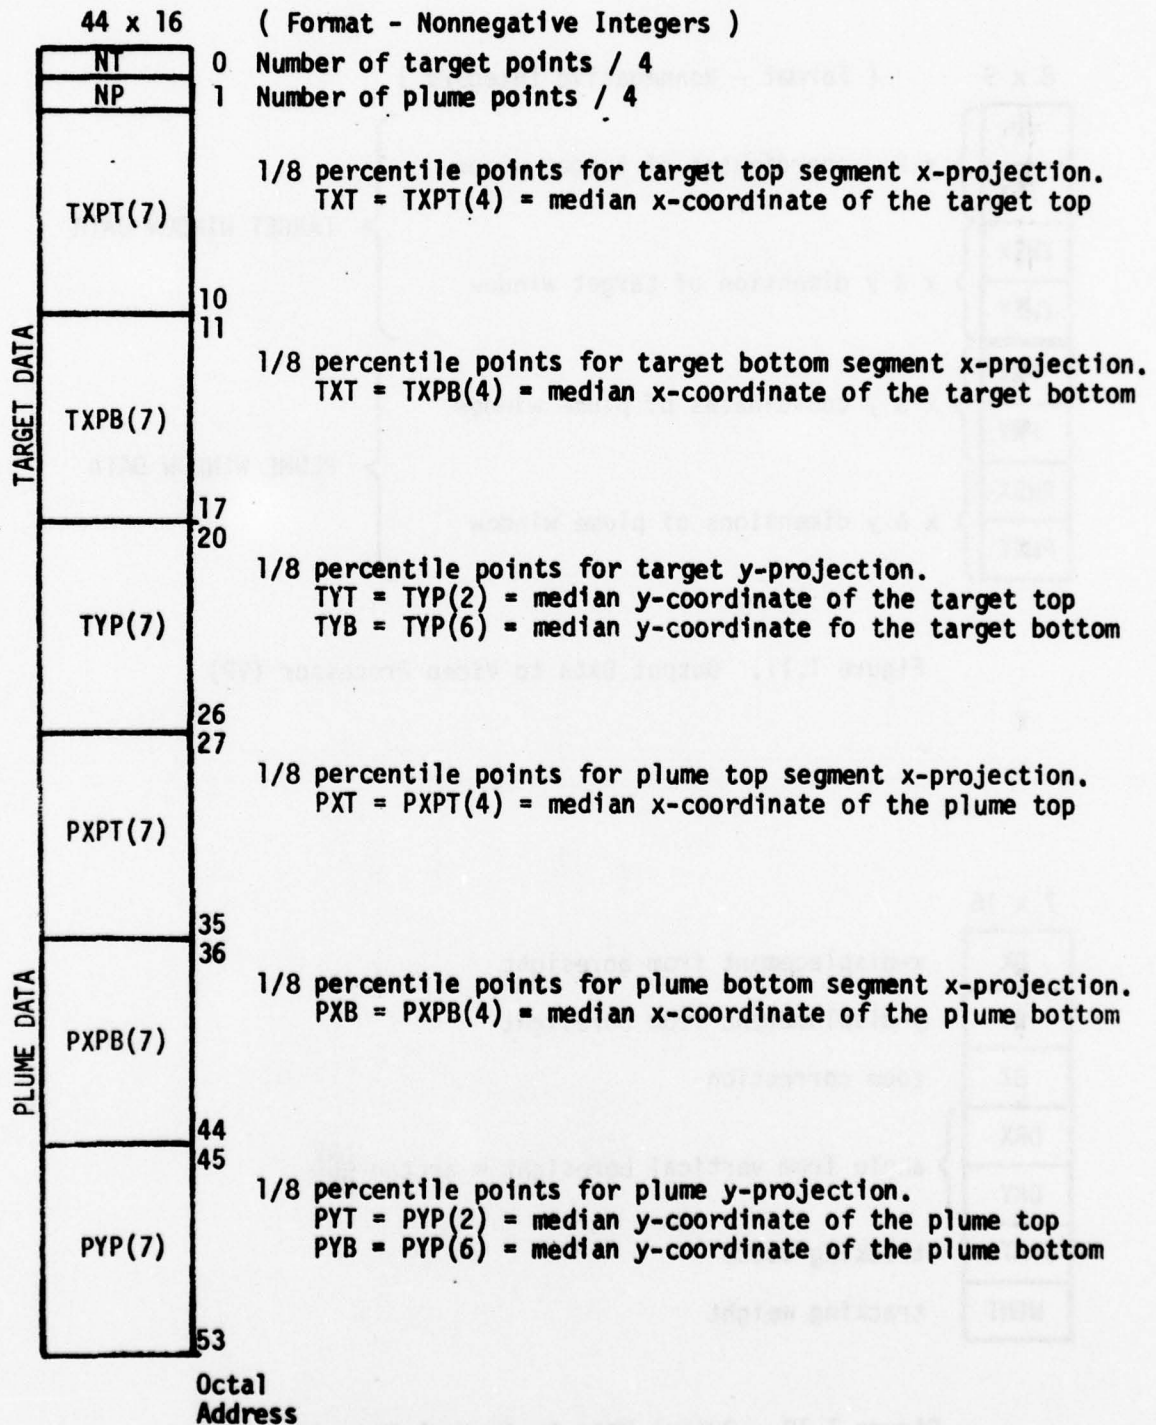 44 x 16 ( Format - Nonnegative Integers )
NT 0 Number of target points / 4
NP 1 Number of plume points / 4
1/8 percentile points for target top segment x-projection.
TXPT(7) TXT = TXPT(4) = median x-coordinate of the target top
10
11
1/8 percentile points for target bottom segment x-projection.
TXT = TXPB(4) = median x-coordinate of the target bottom
TXPB(7)
TARGET DATA
17
20
1/8 percentile points for target y-projection.
TYT = TYP(2) = median y-coordinate of the target top
TYP(7) TYB = TYP(6) = median y-coordinate fo the target bottom
26
27
1/8 percentile points for plume top segment x-projection.
PXT = PXPT(4) = median x-coordinate of the plume top
PXPT(7)
35
36
1/8 percentile points for plume bottom segment x-projection.
PXB = PXPB(4) = median x-coordinate of the plume bottom
PXPB(7)
PLUME DATA
44
45
1/8 percentile points for plume y-projection.
PYT = PYP(2) = median y-coordinate of the plume top
PYP(7) PYB = PYP(6) = median y-coordinate of the plume bottom
53
Octal
Address